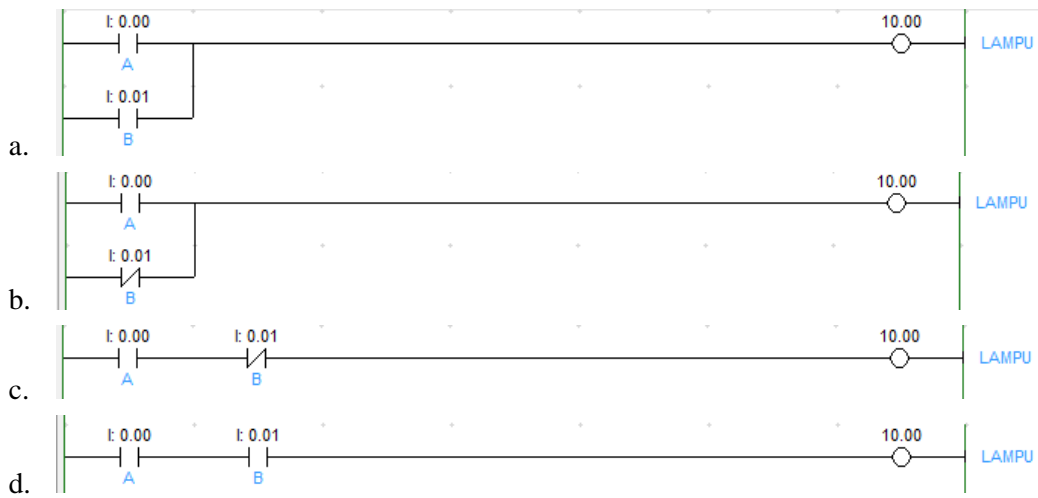 I: 0.00 10.00
LAMPU
A
I: 0.01
B
a.
I: 0.00 10.00
LAMPU
A
I: 0.01
B
b.
I: 0.00 I: 0.01 10.00
LAMPU
A B
c.
I: 0.00 I: 0.01 10.00
LAMPU
A B
d.